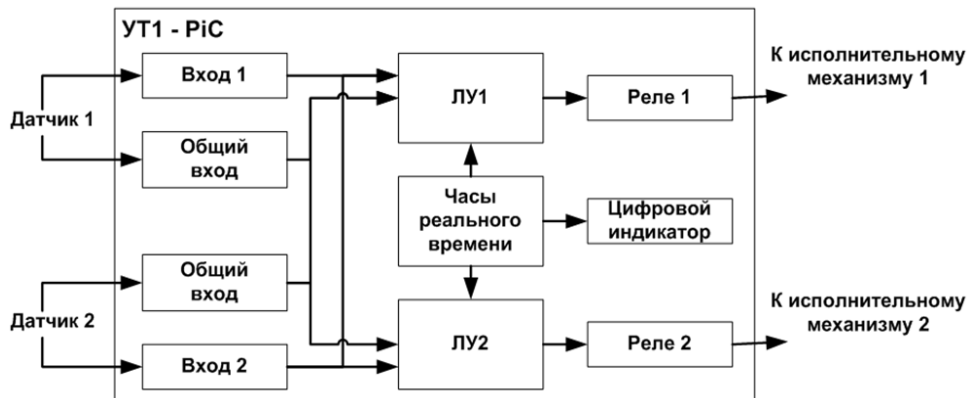 УТ1 - PiC
Датчик 1
Вход 1
Общий
вход
ЛУ1
Реле 1
К исполнительному
механизму 1
Часы
реального
времени
Цифровой
индикатор
Датчик 2
Общий
вход
Вход 2
ЛУ2
Реле 2
К исполнительному
механизму 2